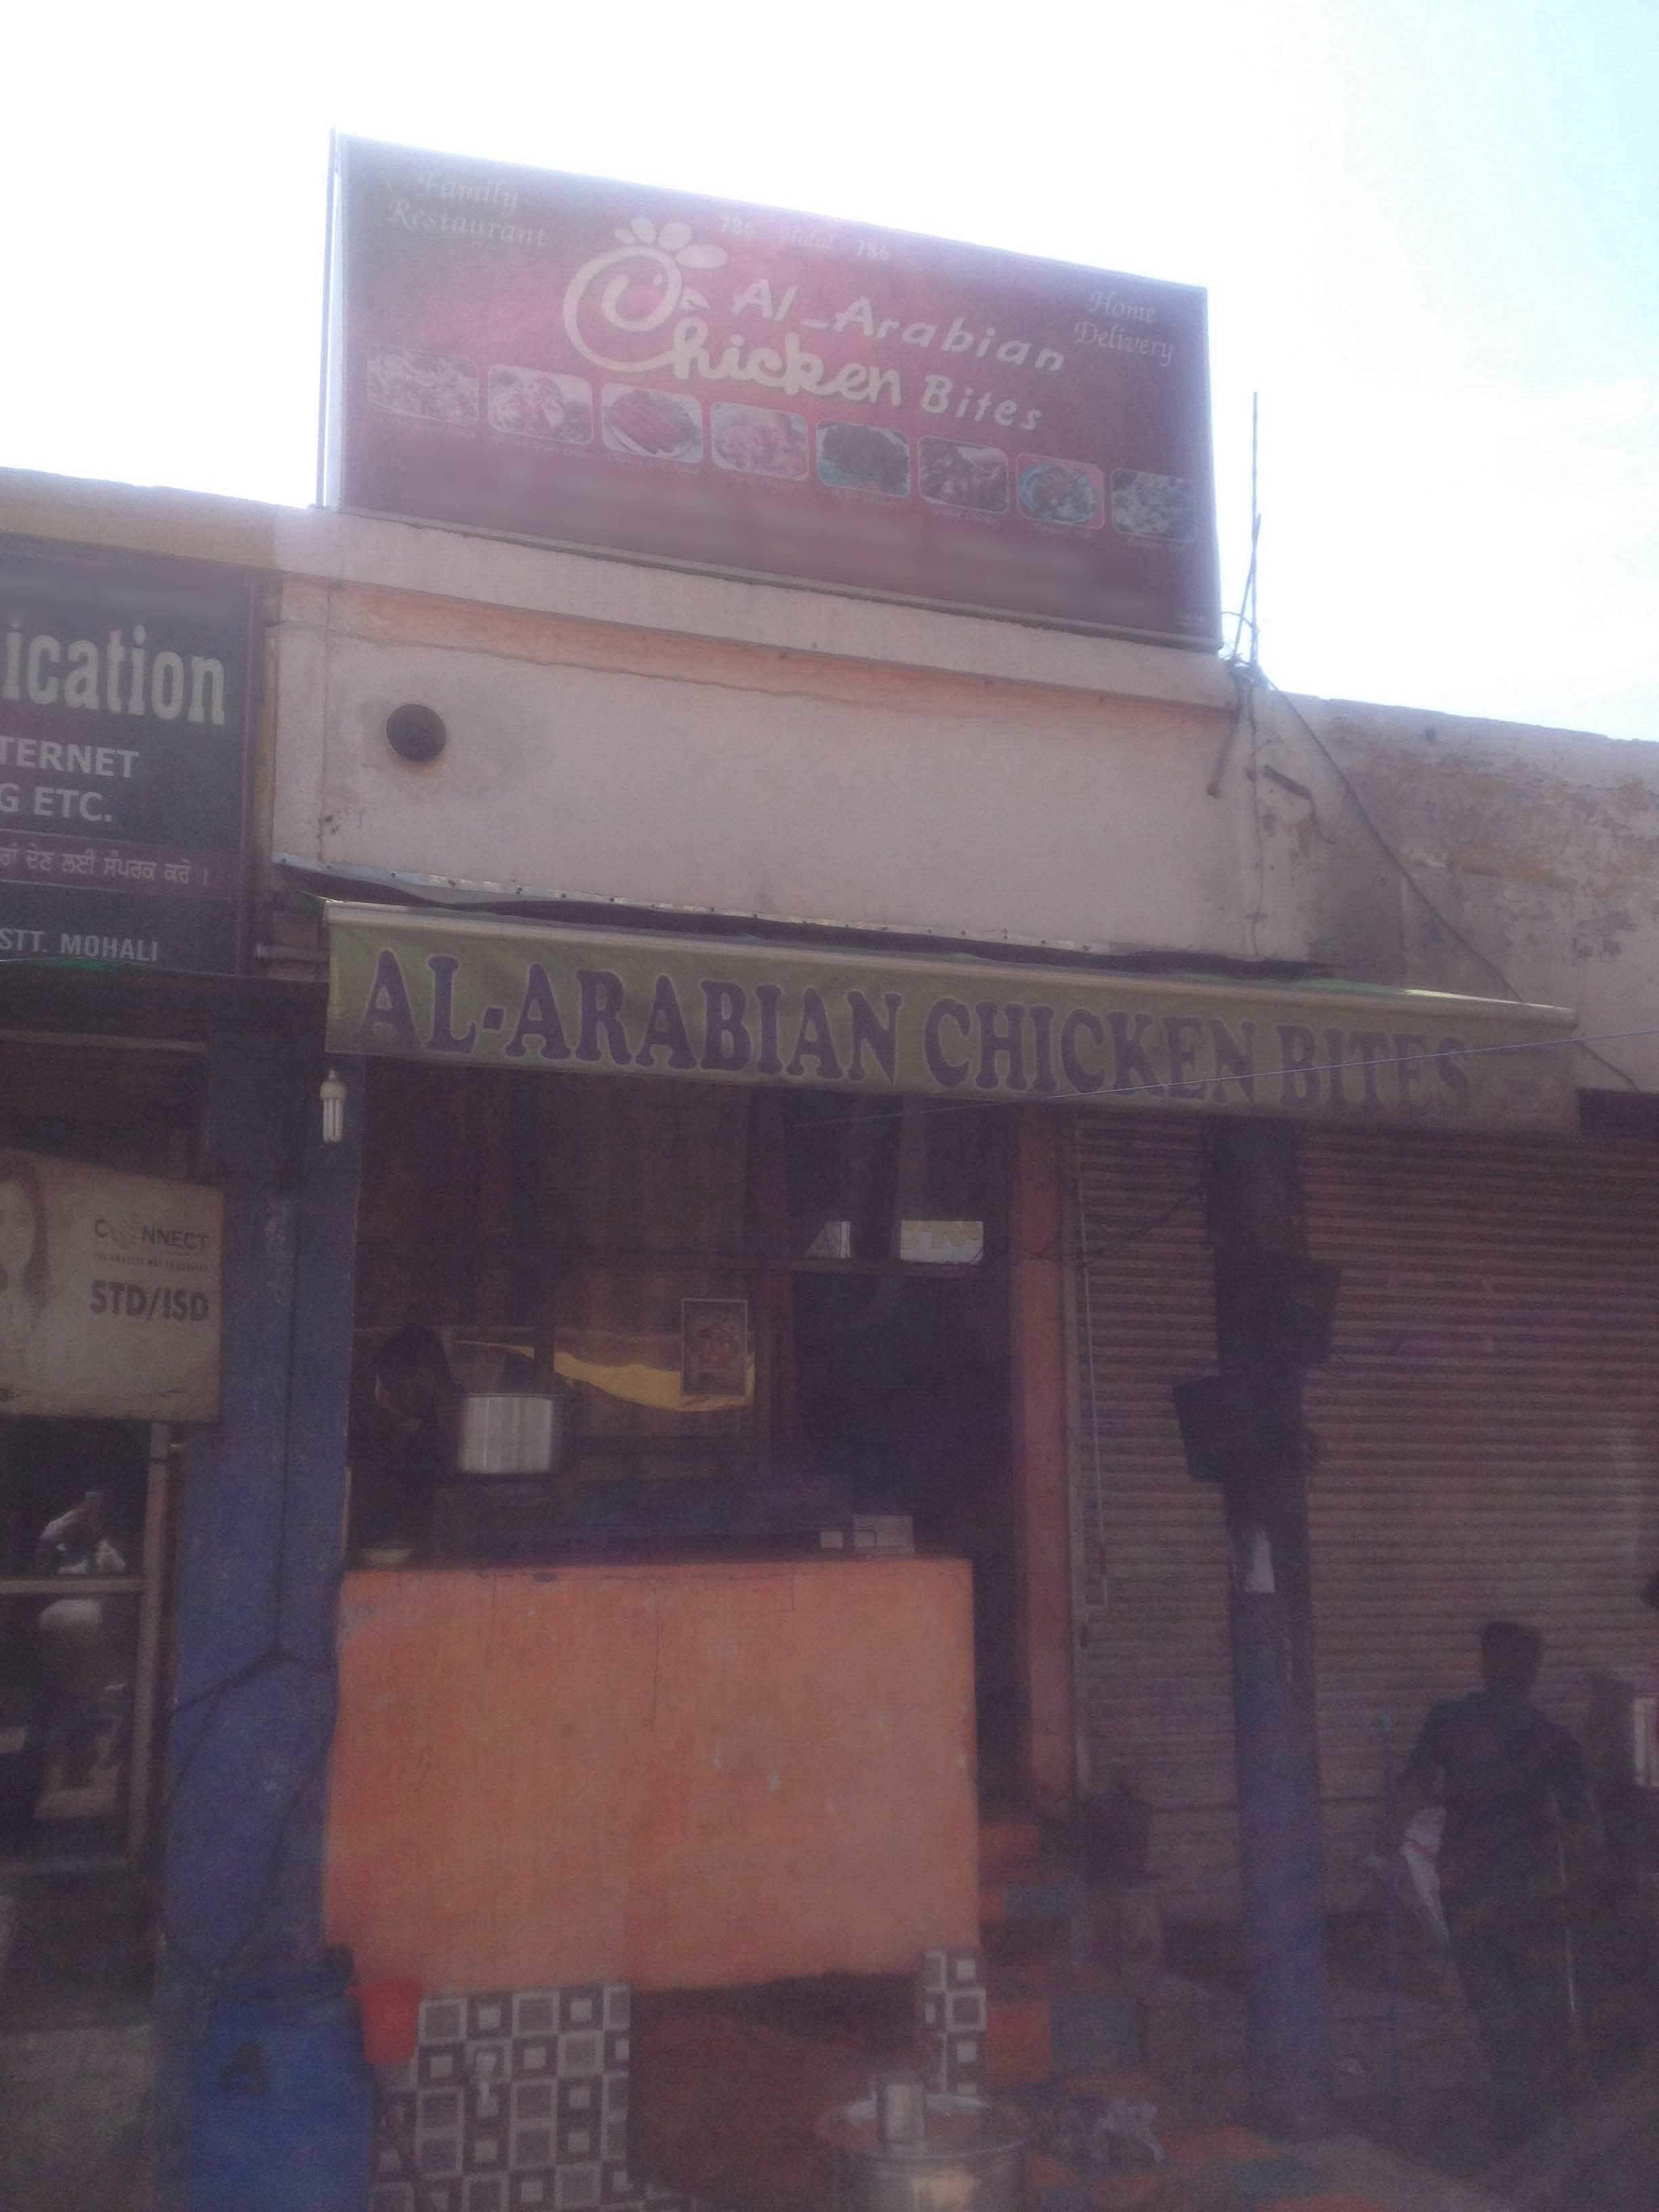 Family
Restaurant
786 Halal 786
Al_Arabian
Chicken Bites
Home
Delivery
ication
TERNET
G ETC.
ਰਾਂ ਦੇਣ ਲਈ ਸੰਪਰਕ ਕਰੋ ।
STT. MOHALI
AL-ARABIAN CHICKEN BITES
CONNECT
STD/ISD